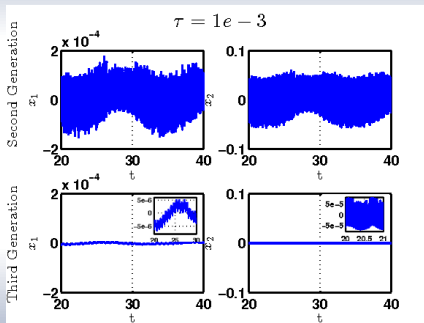 τ = 1e − 3
Second Generation
2 x 10⁻⁴
0
−2
x₁
20 30 40
t
0.1
0
−0.1
x₂
20 30 40
t
Third Generation
2 x 10⁻⁴
0
−2
x₁
5e-6
0
-5e-6
20 25 30
20 30 40
t
0.1
0
−0.1
x₂
5e-5
0
-5e-5
20 20.5 21
20 30 40
t